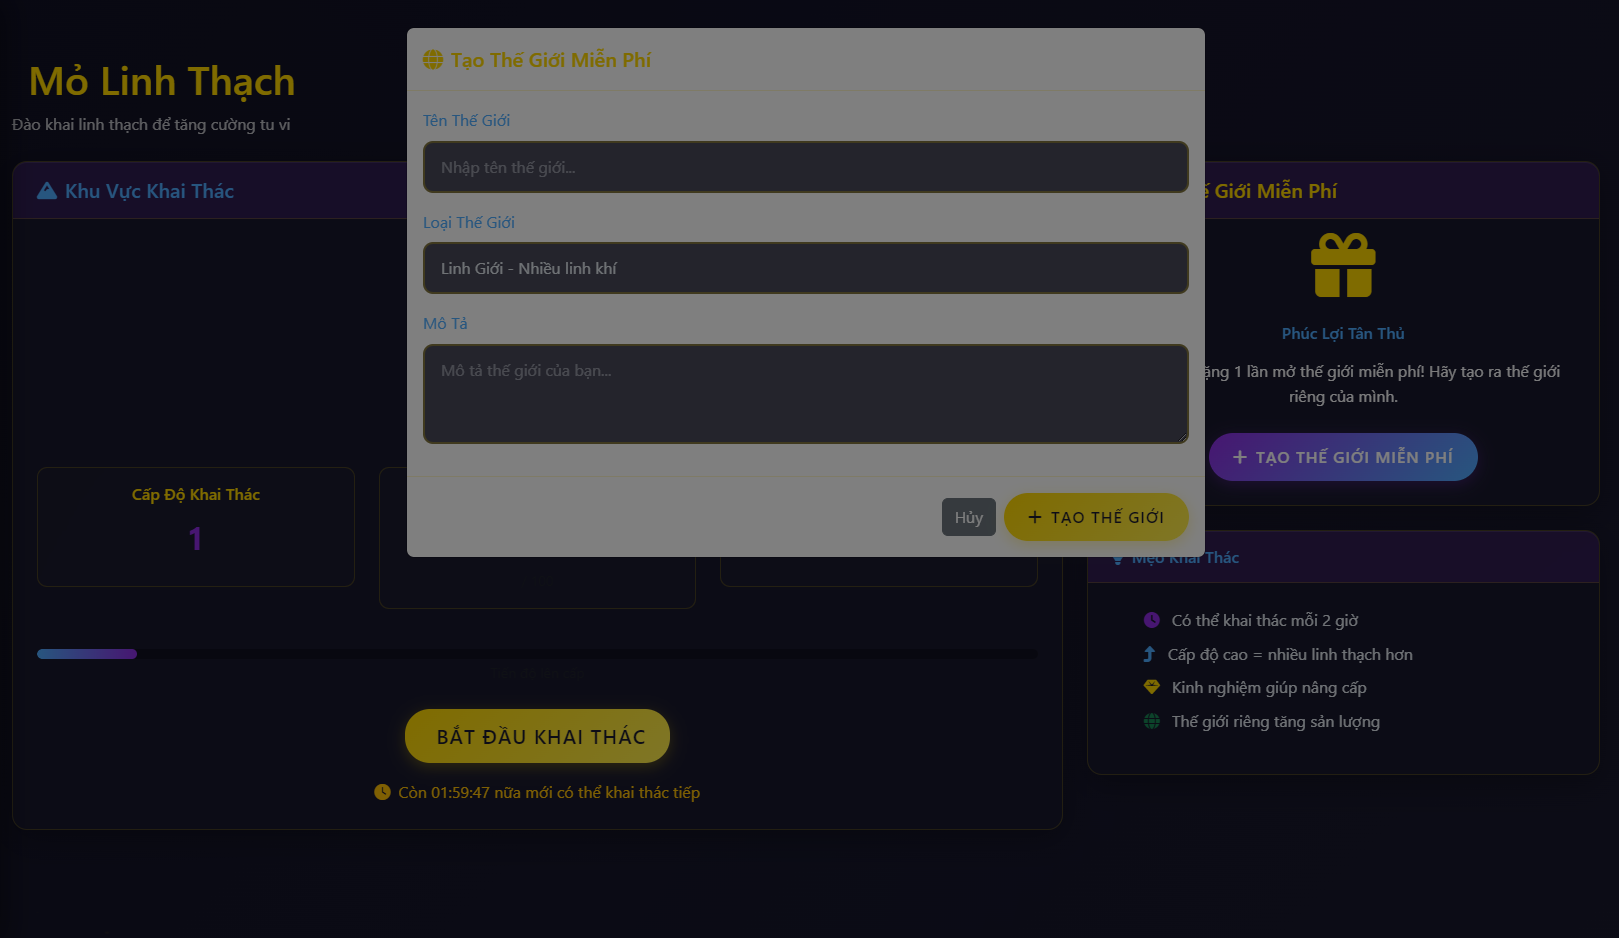 Mỏ Linh Thạch
Đào khai linh thạch để tăng cường tu vi
Khu Vực Khai Thác
Cấp Độ Khai Thác
1
BẮT ĐẦU KHAI THÁC
Còn 01:59:47 nữa mới có thể khai thác tiếp
Tạo Thế Giới Miễn Phí
Tên Thế Giới
Nhập tên thế giới...
Loại Thế Giới
Linh Giới - Nhiều linh khí
Mô Tả
Mô tả thế giới của bạn...
Hủy
TẠO THẾ GIỚI
Giới Miễn Phí
Phúc Lợi Tân Thủ
1 lần mở thế giới miễn phí! Hãy tạo ra thế giới
riêng của mình.
TẠO THẾ GIỚI MIỄN PHÍ
Mẹo Khai Thác
Có thể khai thác mỗi 2 giờ
Cấp độ cao = nhiều linh thạch hơn
Kinh nghiệm giúp nâng cấp
Thế giới riêng tăng sản lượng